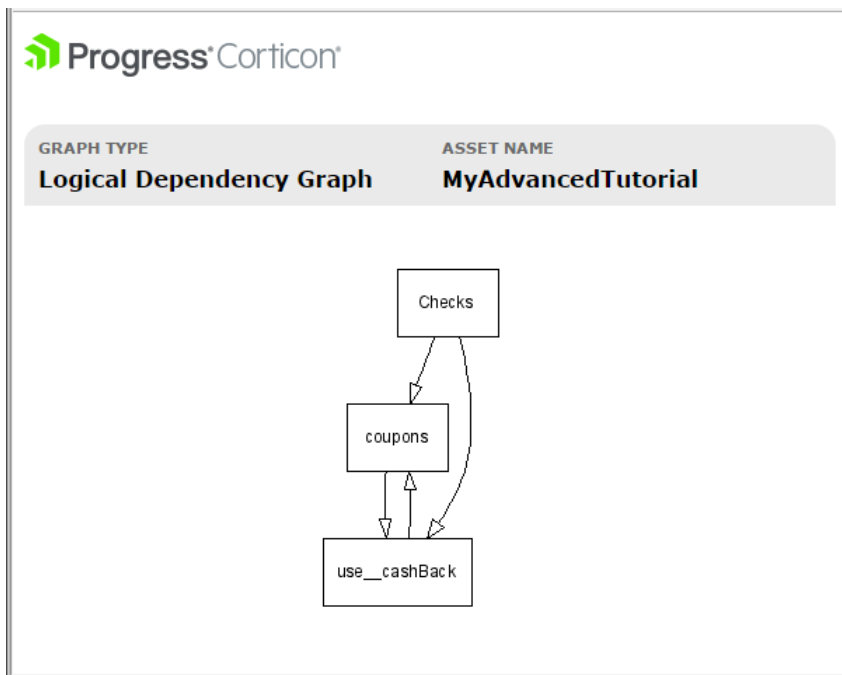 Progress® Corticon®
GRAPH TYPE
Logical Dependency Graph
ASSET NAME
MyAdvancedTutorial
Checks
coupons
use__cashBack